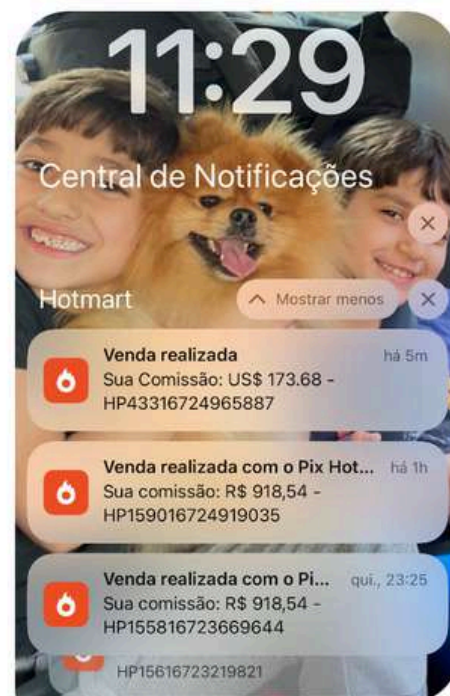 11:29
Central de Notificações
Hotmart
Mostrar menos
Venda realizada
há 5m
Sua Comissão: US$ 173.68 -
HP43316724965887
Venda realizada com o Pix Hot...
há 1h
Sua comissão: R$ 918,54 -
HP159016724919035
Venda realizada com o Pi...
qui., 23:25
Sua comissão: R$ 918,54 -
HP155816723669644
HP15616723219821